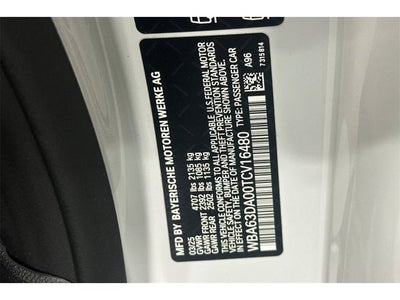 MFD BY BAYERISCHE MOTOREN WERKE AG
03/25
GVWR 4707 lbs 2135 kg
GAWR FRONT 2392 lbs 1085 kg
GAWR REAR 2502 lbs 1135 kg
THIS VEHICLE CONFORMS TO ALL APPLICABLE U.S. FEDERAL MOTOR
VEHICLE SAFETY, BUMPER AND THEFT PREVENTION STANDARDS
IN EFFECT ON THE DATE OF MANUFACTURE SHOWN ABOVE.
WBA63DA00TCV16480 TYPE: PASSENGER CAR
A96
7315814